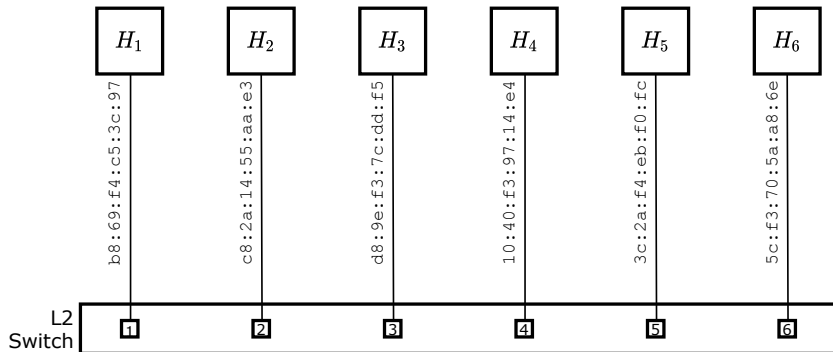 H₁ H₂ H₃ H₄ H₅ H₆
b8:69:f4:c5:3c:97
c8:2a:14:55:aa:e3
d8:9e:f3:7c:dd:f5
10:40:f3:97:14:e4
3c:2a:f4:eb:f0:fc
5c:f3:70:5a:a8:6e
L2
Switch
1 2 3 4 5 6